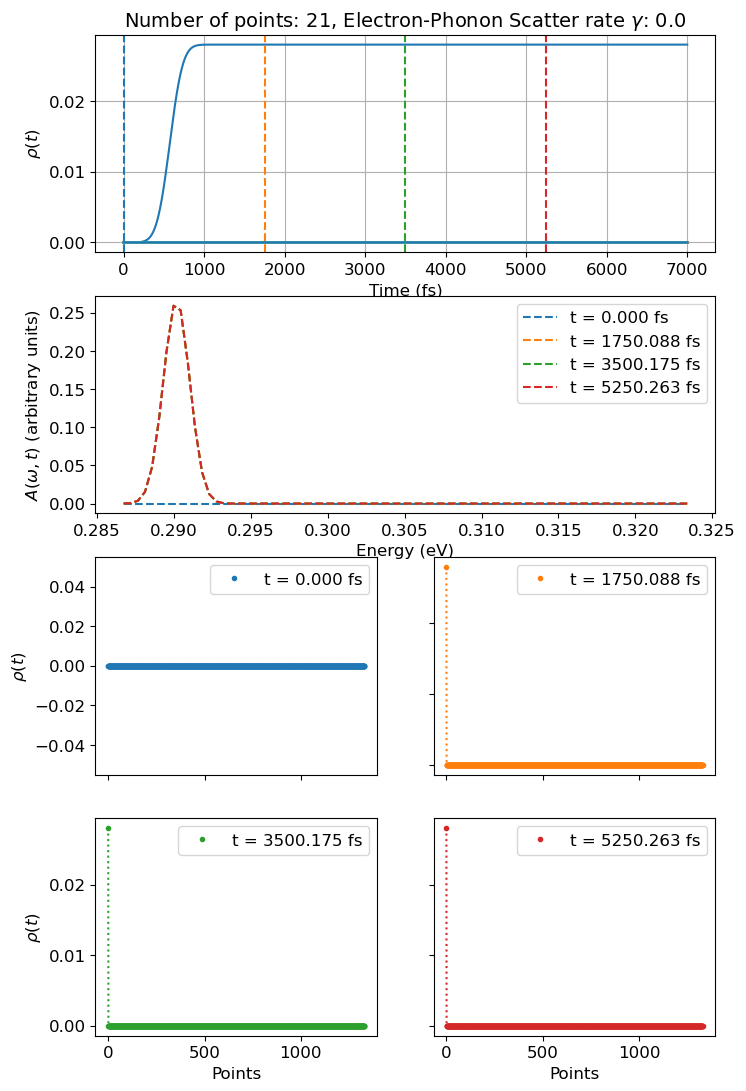 Number of points: 21, Electron-Phonon Scatter rate γ: 0.0
0.02
0.01
0.00
ρ(t)
0 1000 2000 3000 4000 5000 6000 7000
Time (fs)
0.25
0.20
0.15
0.10
0.05
0.00
A(ω, t) (arbitrary units)
t = 0.000 fs
t = 1750.088 fs
t = 3500.175 fs
t = 5250.263 fs
0.285 0.290 0.295 0.300 0.305 0.310 0.315 0.320 0.325
Energy (eV)
0.04
0.02
0.00
−0.02
−0.04
ρ(t)
t = 0.000 fs
t = 1750.088 fs
0.02
0.01
0.00
ρ(t)
t = 3500.175 fs
0 500 1000
Points
t = 5250.263 fs
0 500 1000
Points